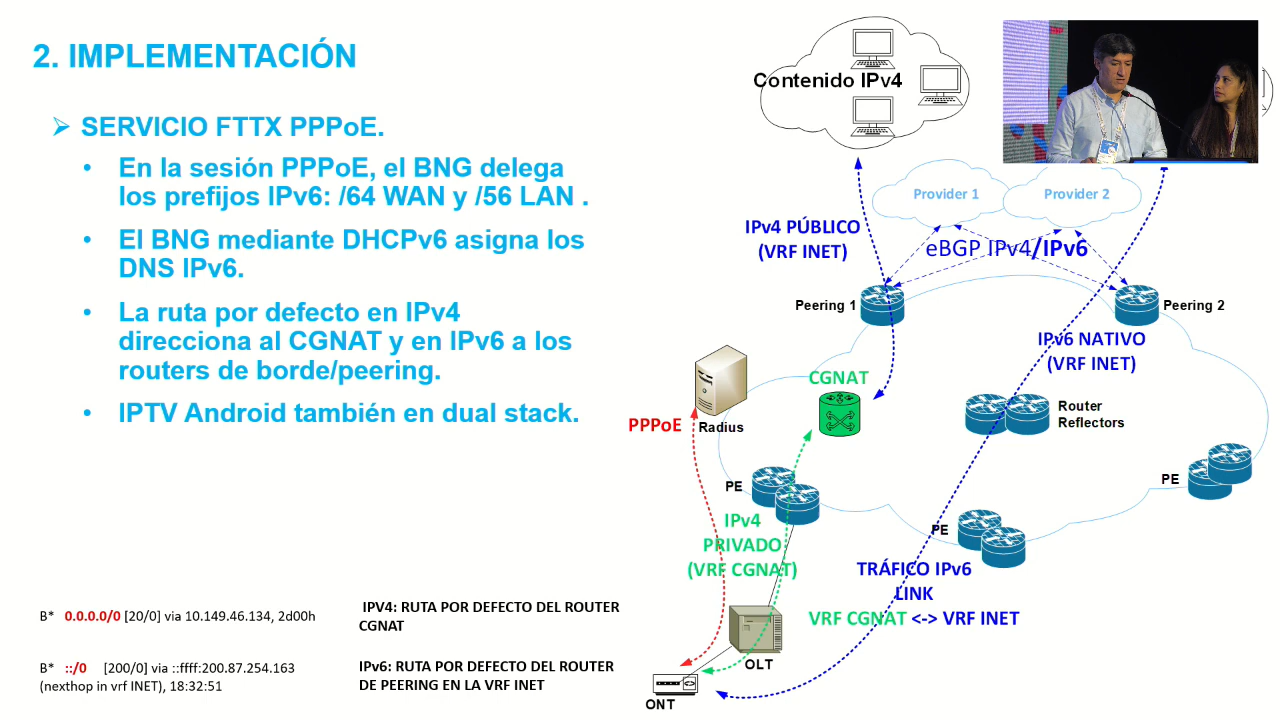 2. IMPLEMENTACIÓN
➢ SERVICIO FTTX PPPoE.
• En la sesión PPPoE, el BNG delega
los prefijos IPv6: /64 WAN y /56 LAN .
• El BNG mediante DHCPv6 asigna los
DNS IPv6.
• La ruta por defecto en IPv4
direcciona al CGNAT y en IPv6 a los
routers de borde/peering.
• IPTV Android también en dual stack.
B* 0.0.0.0/0 [20/0] via 10.149.46.134, 2d00h
IPV4: RUTA POR DEFECTO DEL ROUTER
CGNAT
B* ::/0 [200/0] via ::ffff:200.87.254.163
(nexthop in vrf INET), 18:32:51
IPv6: RUTA POR DEFECTO DEL ROUTER
DE PEERING EN LA VRF INET
Contenido IPv4
Provider 1
Provider 2
IPv4 PÚBLICO
(VRF INET)
eBGP IPv4/IPv6
Peering 1
Peering 2
IPv6 NATIVO
(VRF INET)
CGNAT
Router
Reflectors
PPPoE
Radius
PE
PE
IPv4
PRIVADO
(VRF CGNAT)
PE
TRÁFICO IPv6
LINK
VRF CGNAT <-> VRF INET
OLT
ONT